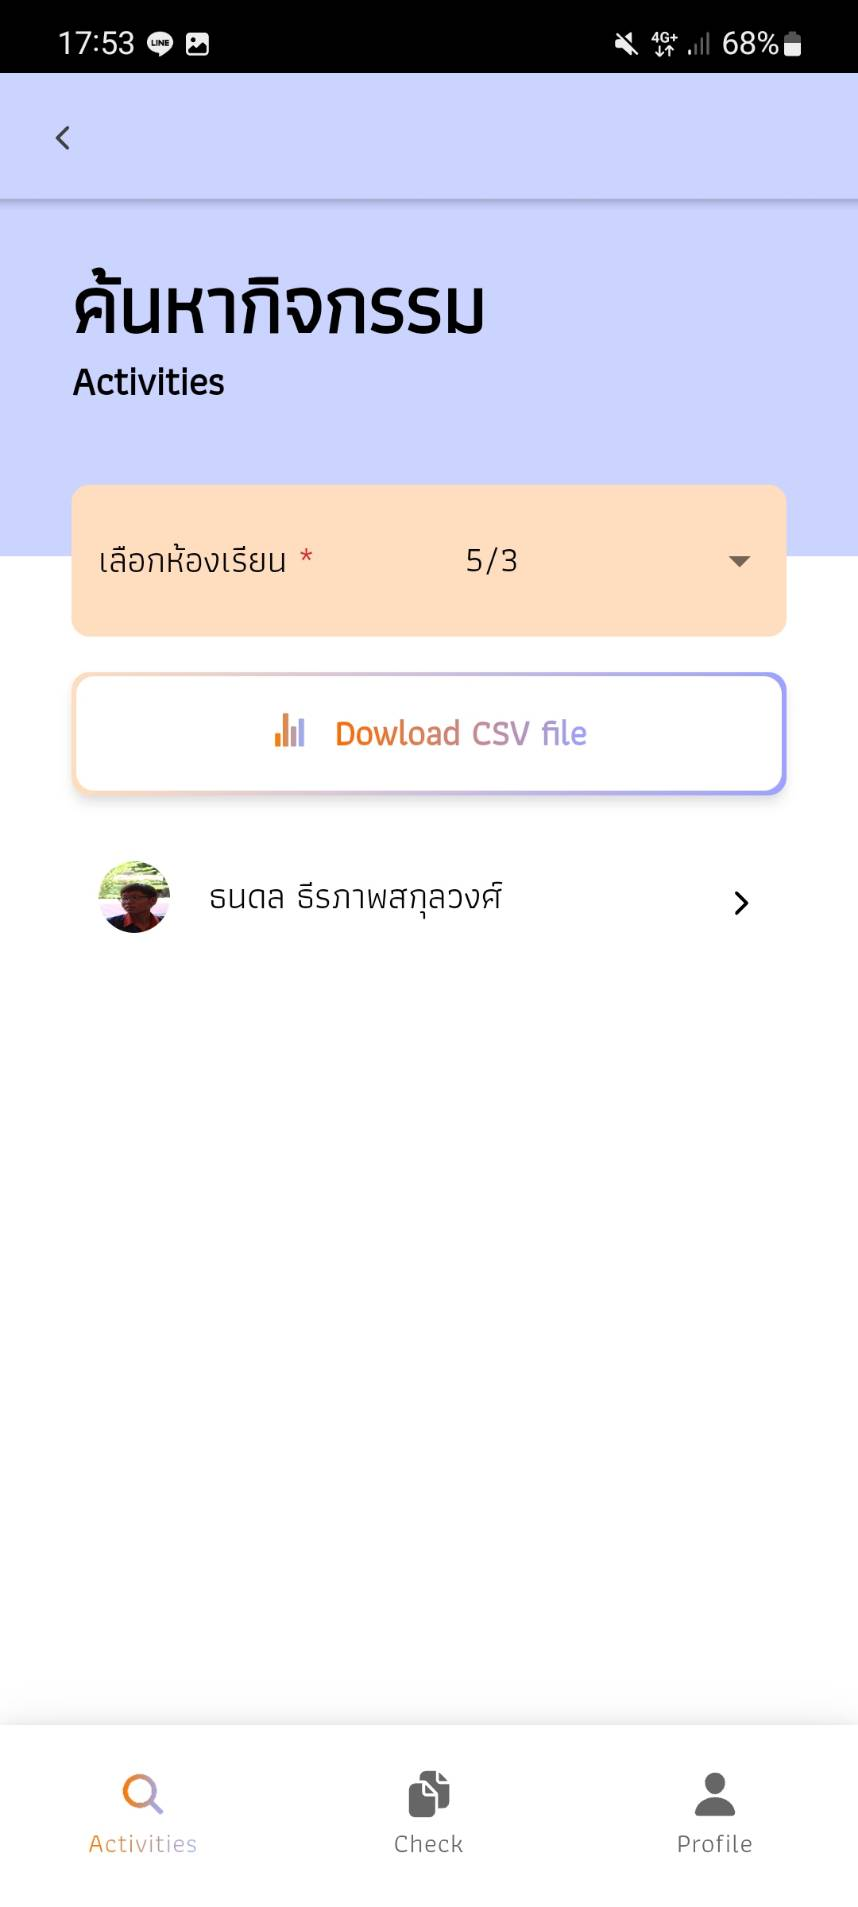 17:53 LINE 4G+ 68%
ค้นหากิจกรรม
Activities
เลือกห้องเรียน * 5/3
Dowload CSV file
ธนดล ธีรภาพสกุลวงศ์
Activities Check Profile